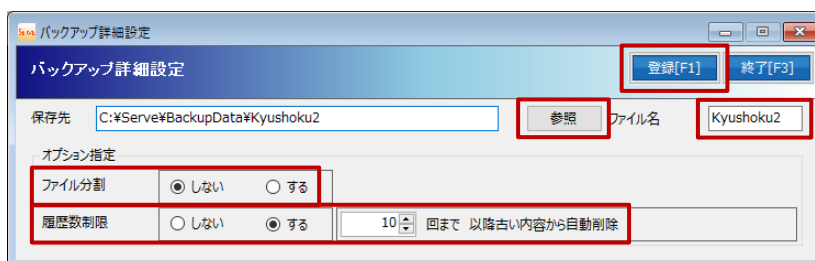 バックアップ詳細設定
バックアップ詳細設定 登録[F1] 終了[F3]
保存先 C:¥Serve¥BackupData¥Kyushoku2 参照 ファイル名 Kyushoku2
オプション指定
ファイル分割 しない する
履歴数制限 しない する 10 回まで 以降古い内容から自動削除